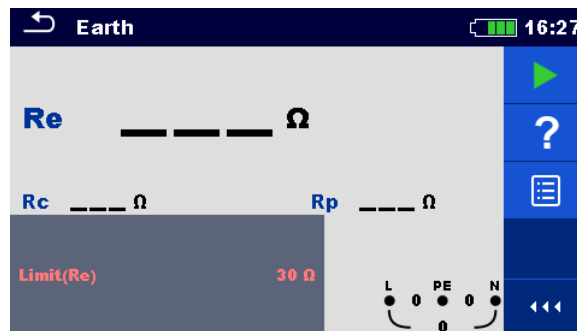 Earth 16:27
Re ___ Ω
?
Rc ___ Ω Rp ___ Ω
Limit(Re) 30 Ω
L PE N
0 0
0